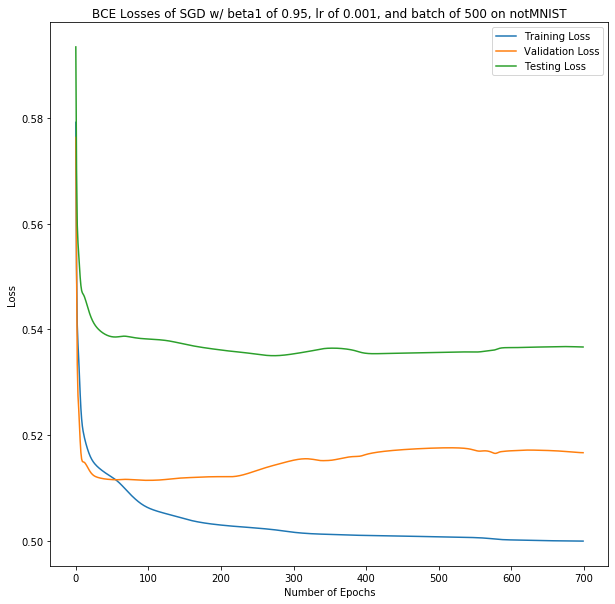 BCE Losses of SGD w/ beta1 of 0.95, lr of 0.001, and batch of 500 on notMNIST
Training Loss
Validation Loss
Testing Loss
0.58
0.56
0.54
0.52
0.50
Loss
0 100 200 300 400 500 600 700
Number of Epochs